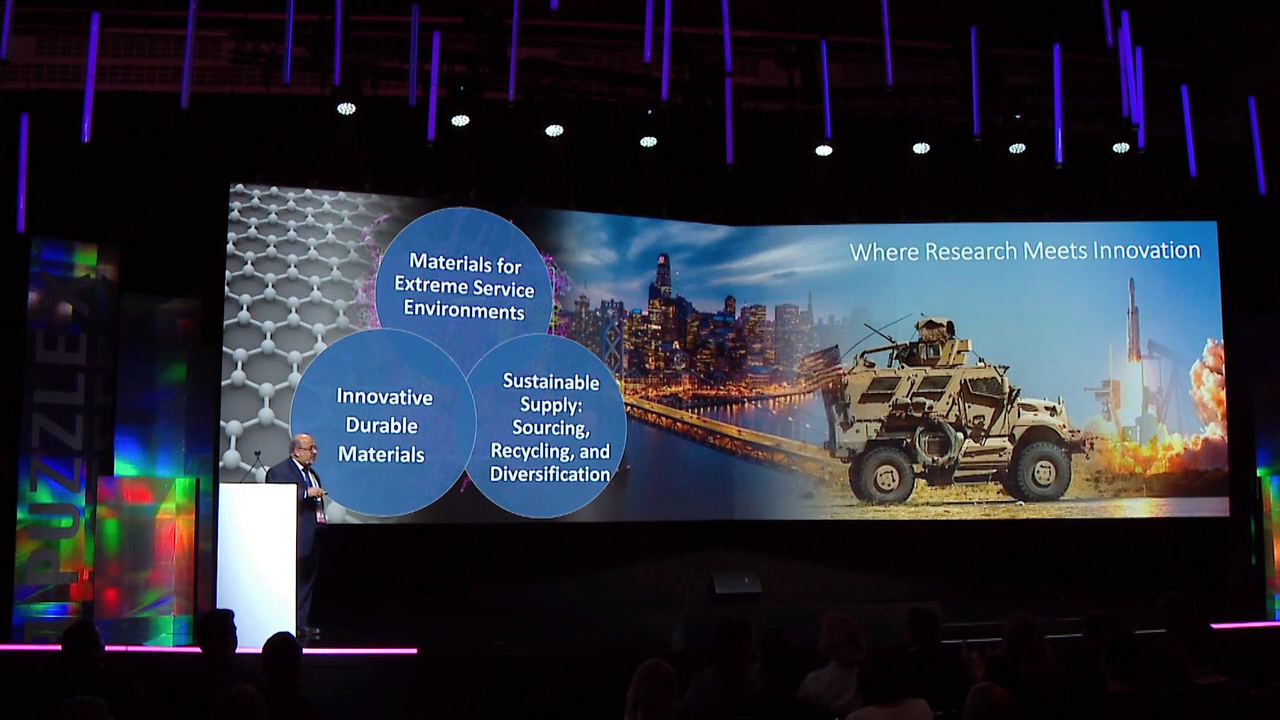 Materials for
Extreme Service
Environments
Innovative
Durable
Materials
Sustainable
Supply:
Sourcing,
Recycling, and
Diversification
Where Research Meets Innovation
PUZZLE